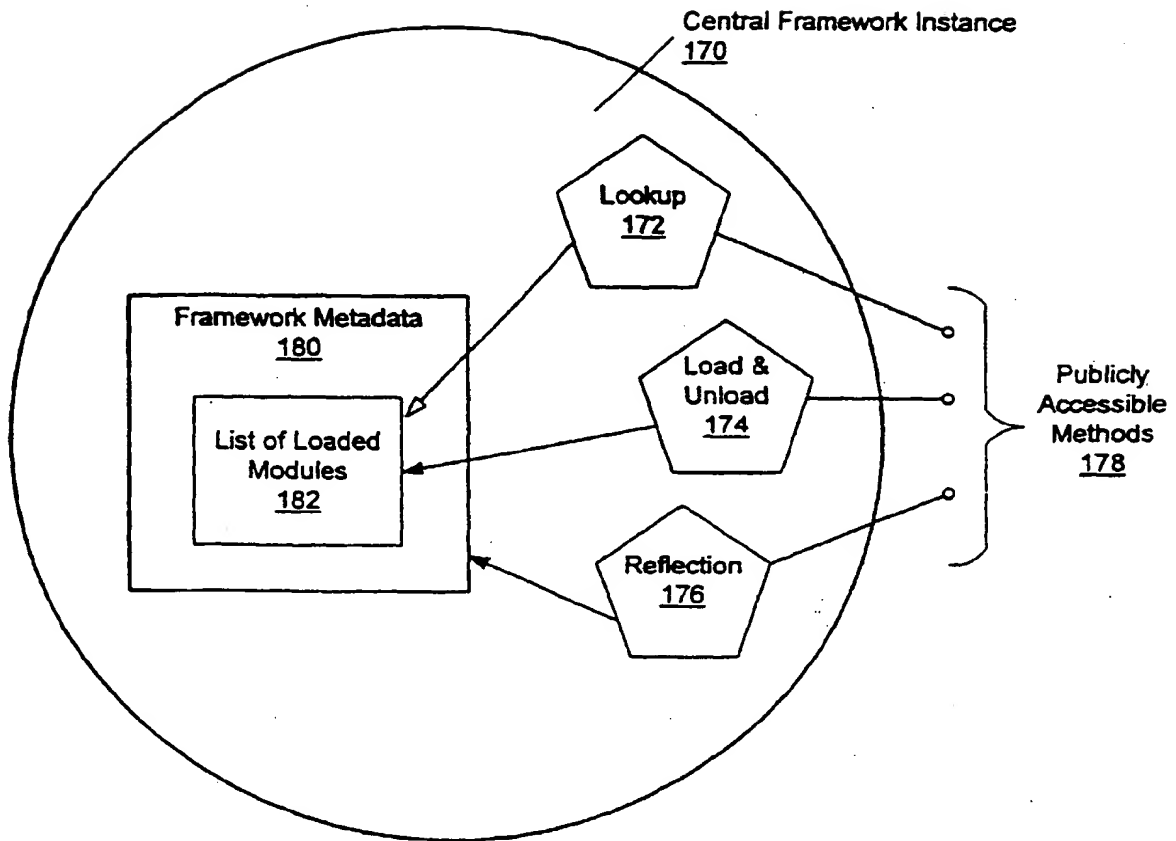 Central Framework Instance
170
Lookup
172
Framework Metadata
180
List of Loaded
Modules
182
Load &
Unload
174
Reflection
176
Publicly
Accessible
Methods
178